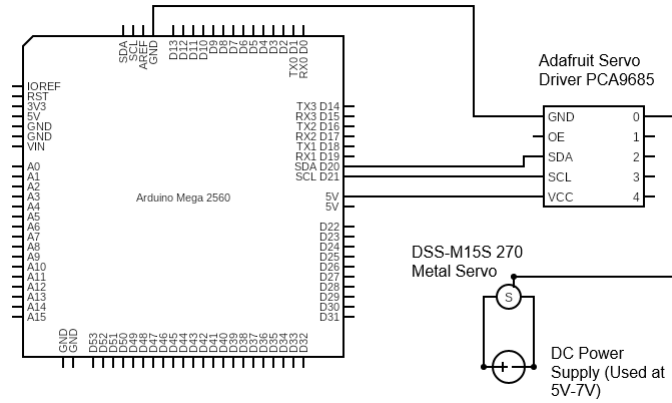 SDA
SCL
AREF
GND
D13
D12
D11
D10
D9
D8
D7
D6
D5
D4
D3
D2
TX0 D1
RX0 D0
IOREF
RST
3V3
5V
GND
GND
VIN
A0
A1
A2
A3
A4
A5
A6
A7
A8
A9
A10
A11
A12
A13
A14
A15
Arduino Mega 2560
TX3 D14
RX3 D15
TX2 D16
RX2 D17
TX1 D18
RX1 D19
SDA D20
SCL D21
5V
5V
D22
D23
D24
D25
D26
D27
D28
D29
D30
D31
GND
GND
D53
D52
D51
D50
D49
D48
D47
D46
D45
D44
D43
D42
D41
D40
D39
D38
D37
D36
D35
D34
D33
D32
Adafruit Servo
Driver PCA9685
GND 0
OE 1
SDA 2
SCL 3
VCC 4
DSS-M15S 270
Metal Servo
S
+ -
DC Power
Supply (Used at
5V-7V)